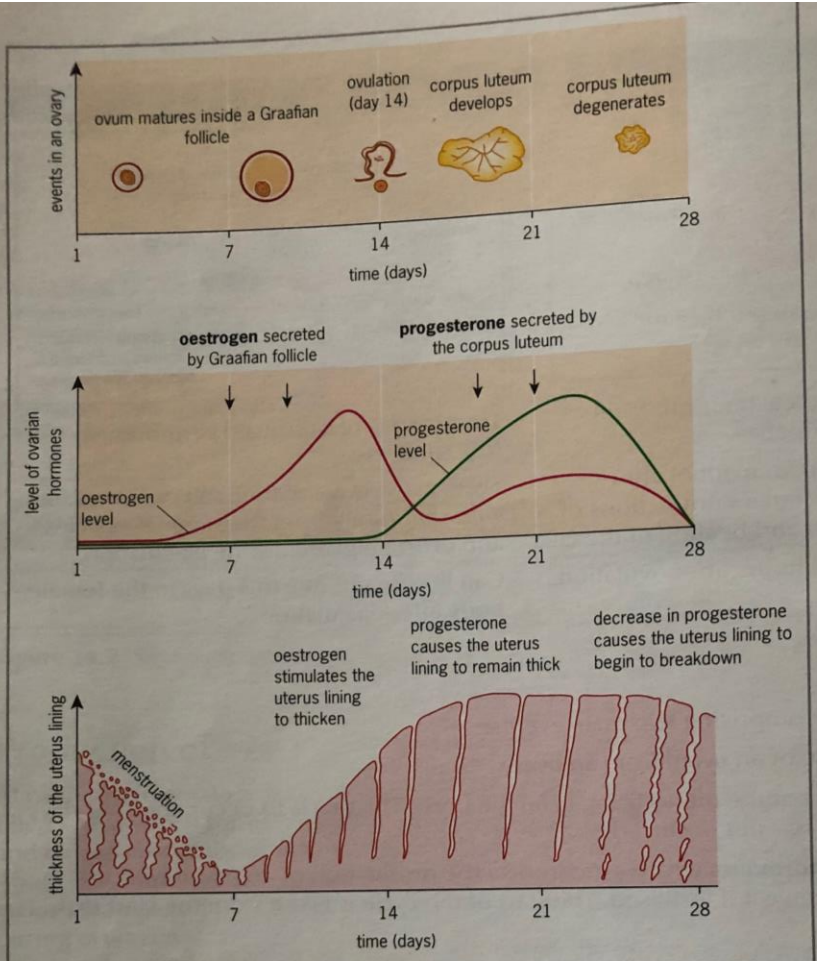 events in an ovary
ovum matures inside a Graafian
follicle
ovulation
(day 14)
corpus luteum
develops
corpus luteum
degenerates
1
7
14
21
28
time (days)
level of ovarian
hormones
oestrogen secreted
by Graafian follicle
progesterone secreted by
the corpus luteum
oestrogen
level
progesterone
level
1
7
14
21
28
time (days)
thickness of the uterus lining
menstruation
oestrogen
stimulates the
uterus lining
to thicken
progesterone
causes the uterus
lining to remain thick
decrease in progesterone
causes the uterus lining to
begin to breakdown
1
7
14
21
28
time (days)